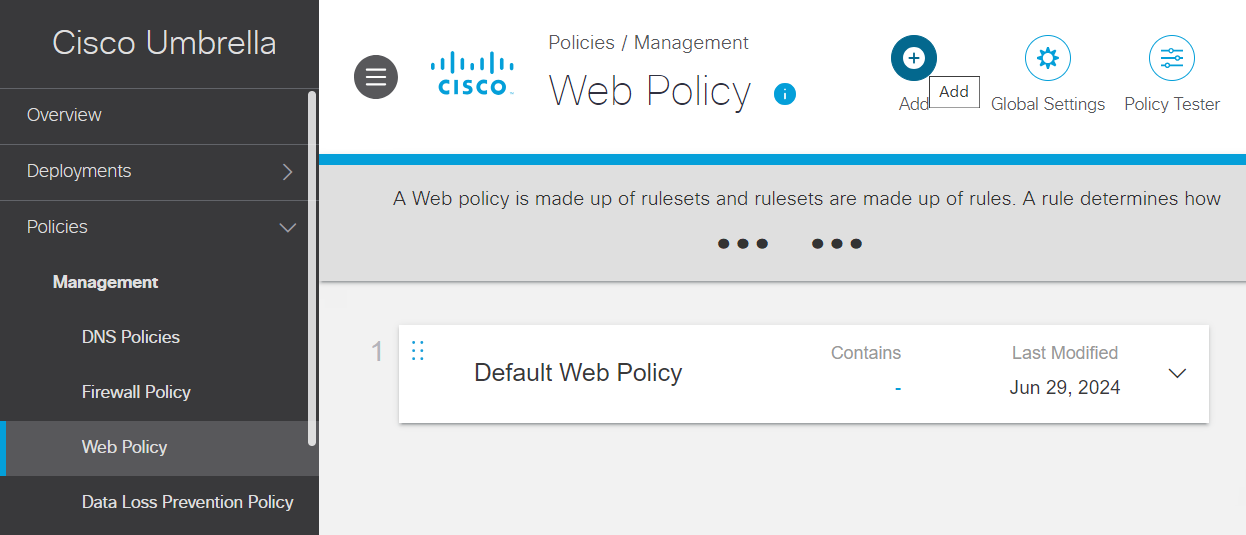 Cisco Umbrella
Overview
Deployments
Policies
Management
DNS Policies
Firewall Policy
Web Policy
Data Loss Prevention Policy
CISCO
Policies / Management
Web Policy
i
Add
Add
Global Settings
Policy Tester
A Web policy is made up of rulesets and rulesets are made up of rules. A rule determines how
1
Default Web Policy
Contains
-
Last Modified
Jun 29, 2024